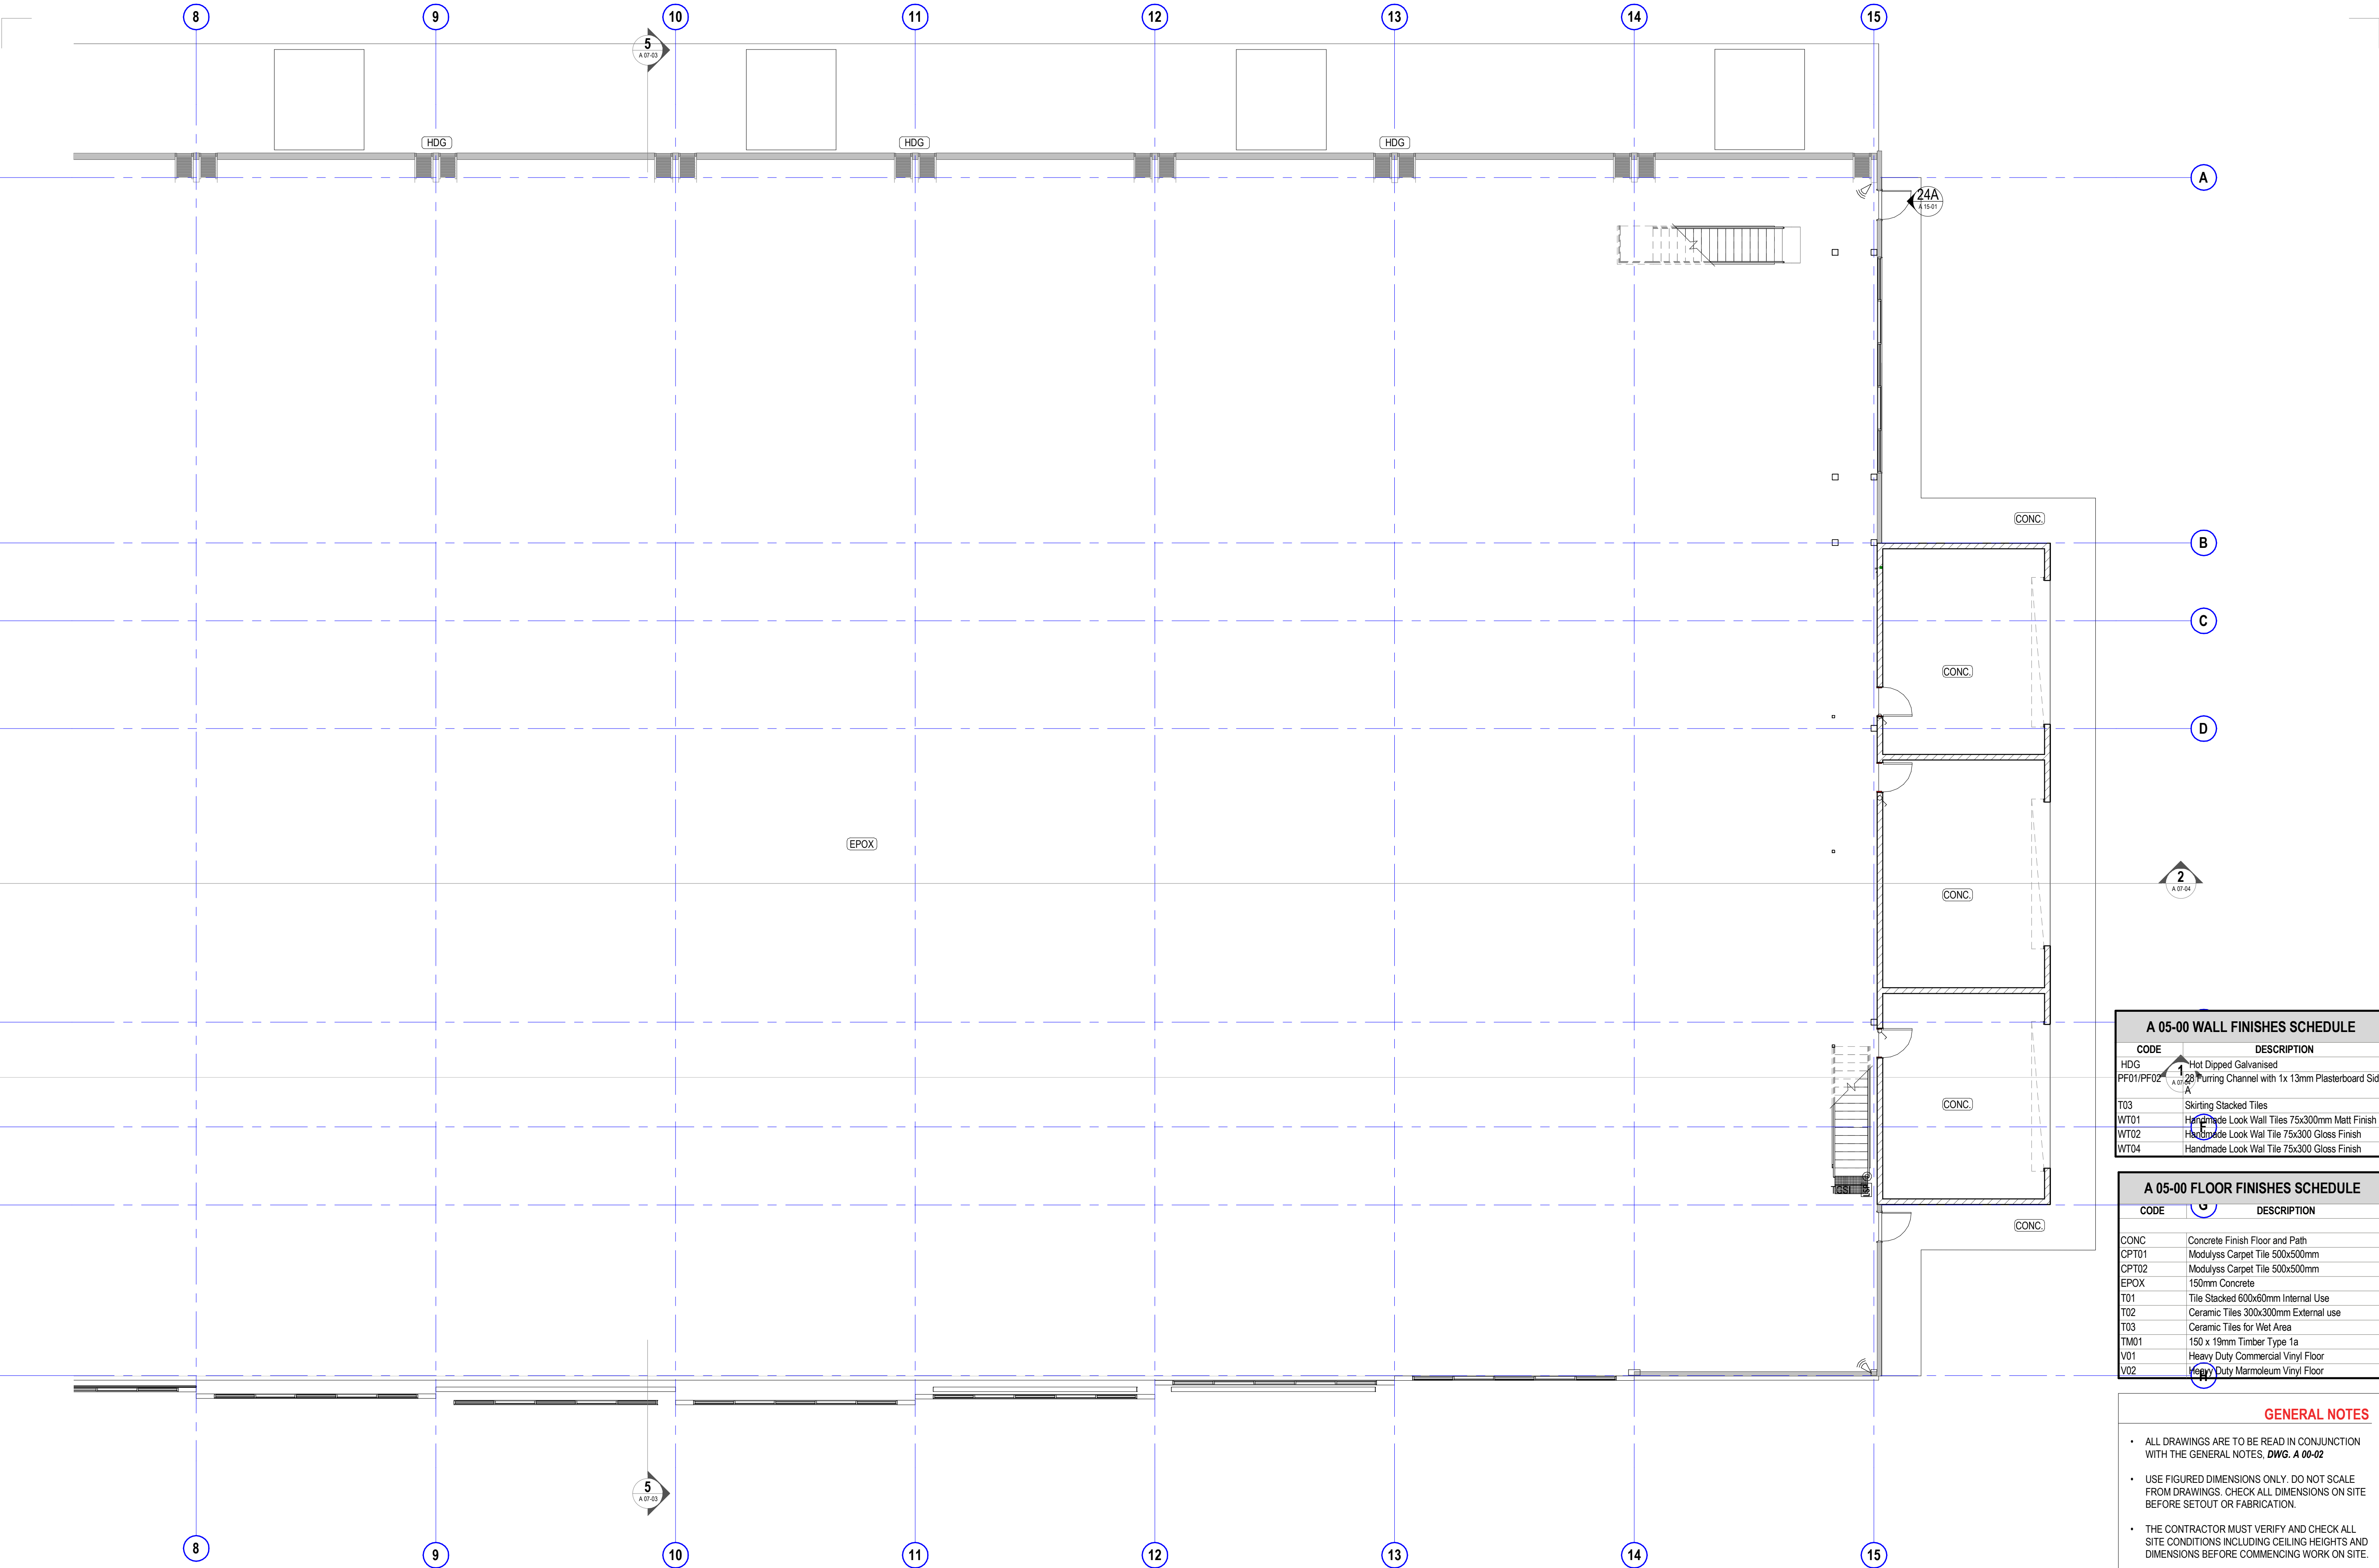 8
9
10
11
12
13
14
15
5
A 07-03
HDG
HDG
HDG
A
24A
A 15-01
CONC.
B
C
CONC.
D
EPOX
2
A 07-04
CONC.
A 05-00 WALL FINISHES SCHEDULE
CODE DESCRIPTION
HDG Hot Dipped Galvanised
PF01/PF02 28 Furring Channel with 1x 13mm Plasterboard Sid
A
1
T03 Skirting Stacked Tiles
WT01 Handmade Look Wall Tiles 75x300mm Matt Finish
WT02 Handmade Look Wal Tile 75x300 Gloss Finish
WT04 Handmade Look Wal Tile 75x300 Gloss Finish
CONC.
F
TGSI
CONC.
A 05-00 FLOOR FINISHES SCHEDULE
CODE DESCRIPTION
G
CONC Concrete Finish Floor and Path
CPT01 Modulyss Carpet Tile 500x500mm
CPT02 Modulyss Carpet Tile 500x500mm
EPOX 150mm Concrete
T01 Tile Stacked 600x60mm Internal Use
T02 Ceramic Tiles 300x300mm External use
T03 Ceramic Tiles for Wet Area
TM01 150 x 19mm Timber Type 1a
V01 Heavy Duty Commercial Vinyl Floor
V02 Heavy Duty Marmoleum Vinyl Floor
H
GENERAL NOTES
• ALL DRAWINGS ARE TO BE READ IN CONJUNCTION
WITH THE GENERAL NOTES, DWG. A 00-02
• USE FIGURED DIMENSIONS ONLY. DO NOT SCALE
FROM DRAWINGS. CHECK ALL DIMENSIONS ON SITE
BEFORE SETOUT OR FABRICATION.
• THE CONTRACTOR MUST VERIFY AND CHECK ALL
SITE CONDITIONS INCLUDING CEILING HEIGHTS AND
DIMENSIONS BEFORE COMMENCING WORK ON SITE.
5
A 07-03
8
9
10
11
12
13
14
15